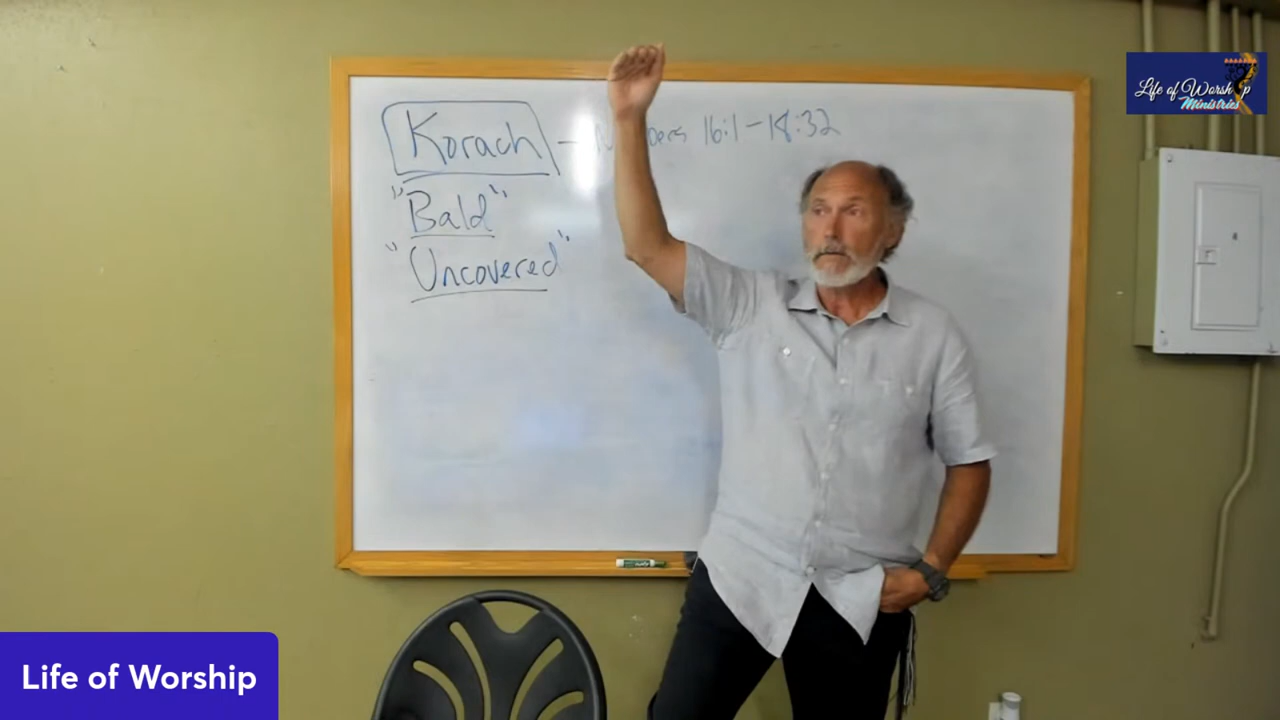 Korach - Numbers 16:1-18:32
"Bald"
"Uncovered"
Life of Worship
Ministries
Life of Worship